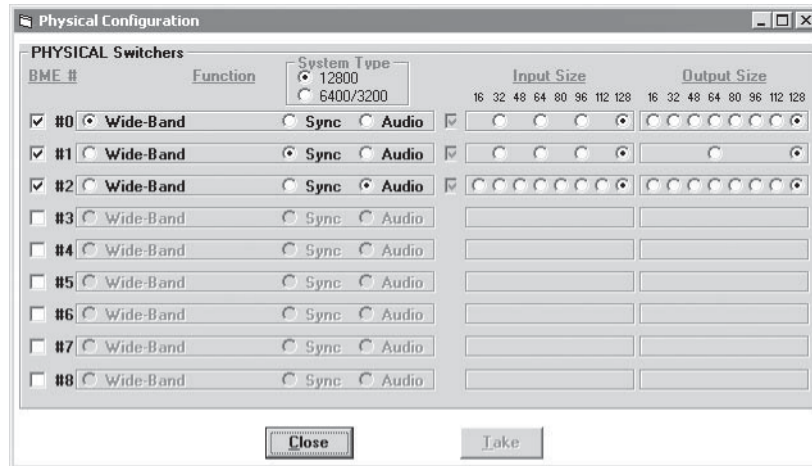 Physical Configuration
PHYSICAL Switchers
BME # Function System Type Input Size Output Size
12800
6400/3200
16 32 48 64 80 96 112 128 16 32 48 64 80 96 112 128
#0 Wide-Band Sync Audio
#1 Wide-Band Sync Audio
#2 Wide-Band Sync Audio
#3 Wide-Band Sync Audio
#4 Wide-Band Sync Audio
#5 Wide-Band Sync Audio
#6 Wide-Band Sync Audio
#7 Wide-Band Sync Audio
#8 Wide-Band Sync Audio
Close Take